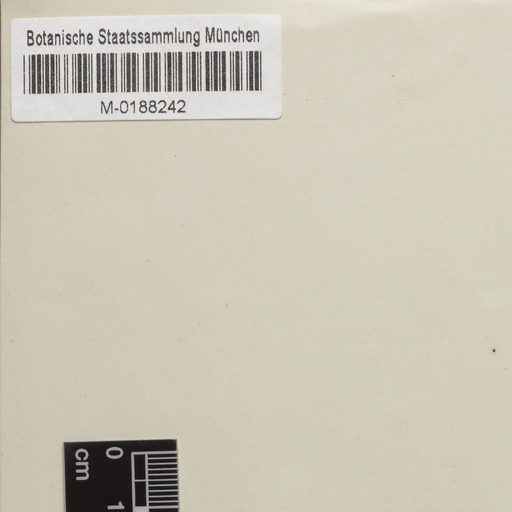 Botanische Staatssammlung München
M-0188242
cm
0
1